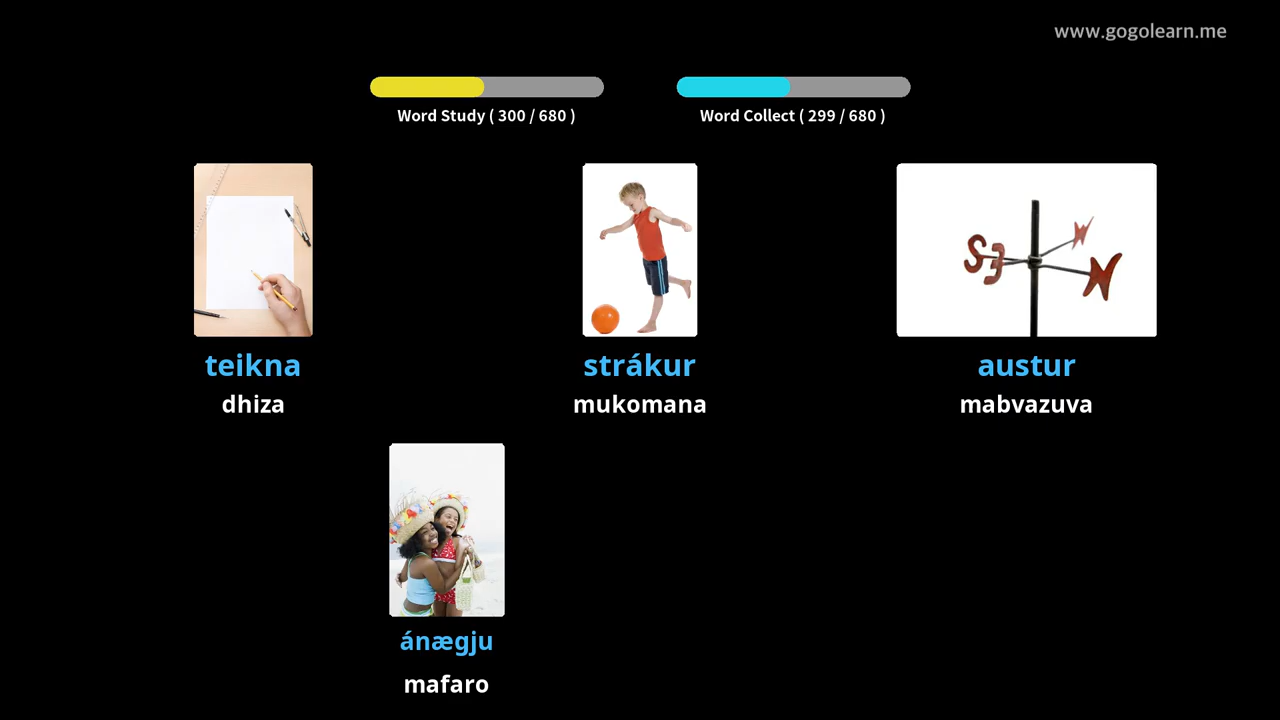 www.gogolearn.me
Word Study ( 300 / 680 )
Word Collect ( 299 / 680 )
S
E
N
W
teikna
strákur
austur
dhiza
mukomana
mabvazuva
ánægju
mafaro